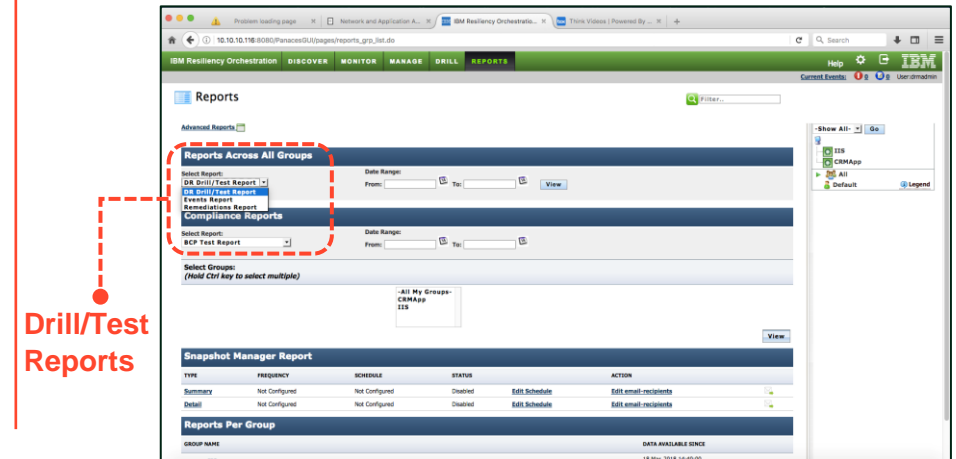 Problem loading page
Network and Application A...
IBM Resiliency Orchestratio...
Think Videos | Powered By ...
10.10.10.116:8080/PanacesGUI/pages/reports_grp_list.do
Search
IBM Resiliency Orchestration DISCOVER MONITOR MANAGE DRILL REPORTS
Help
IBM
Current Events: 0 0 User:drmadmin
Reports
Filter..
Advanced Reports
-Show All- Go
IIS
CRMApp
All
Default Legend
Reports Across All Groups
Select Report: Date Range:
DR Drill/Test Report From: To: View
DR Drill/Test Report
Events Report
Remediations Report
Compliance Reports
Select Report: Date Range:
BCP Test Report From: To:
Select Groups:
(Hold Ctrl key to select multiple)
-All My Groups-
CRMApp
IIS
View
Snapshot Manager Report
TYPE FREQUENCY SCHEDULE STATUS ACTION
Summary Not Configured Not Configured Disabled Edit Schedule Edit email-recipients
Detail Not Configured Not Configured Disabled Edit Schedule Edit email-recipients
Reports Per Group
GROUP NAME DATA AVAILABLE SINCE
Drill/Test
Reports